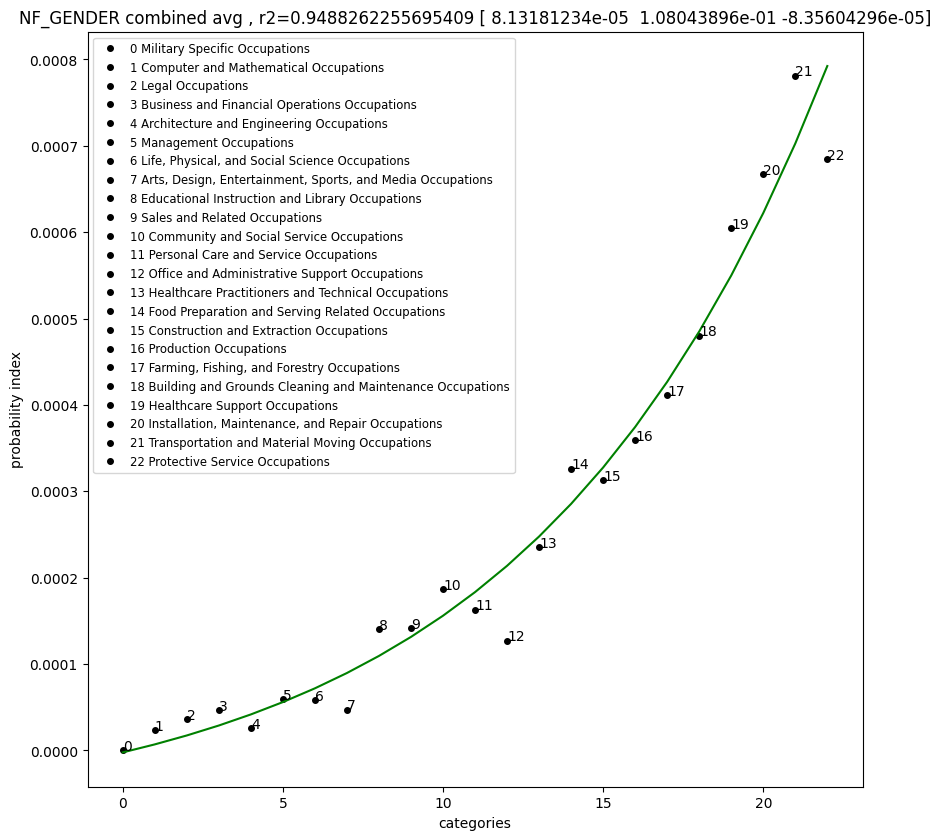 NF_GENDER combined avg , r2=0.9488262255695409 [ 8.13181234e-05  1.08043896e-01 -8.35604296e-05]
0 Military Specific Occupations
1 Computer and Mathematical Occupations
2 Legal Occupations
3 Business and Financial Operations Occupations
4 Architecture and Engineering Occupations
5 Management Occupations
6 Life, Physical, and Social Science Occupations
7 Arts, Design, Entertainment, Sports, and Media Occupations
8 Educational Instruction and Library Occupations
9 Sales and Related Occupations
10 Community and Social Service Occupations
11 Personal Care and Service Occupations
12 Office and Administrative Support Occupations
13 Healthcare Practitioners and Technical Occupations
14 Food Preparation and Serving Related Occupations
15 Construction and Extraction Occupations
16 Production Occupations
17 Farming, Fishing, and Forestry Occupations
18 Building and Grounds Cleaning and Maintenance Occupations
19 Healthcare Support Occupations
20 Installation, Maintenance, and Repair Occupations
21 Transportation and Material Moving Occupations
22 Protective Service Occupations
probability index
0.0008
0.0007
0.0006
0.0005
0.0004
0.0003
0.0002
0.0001
0.0000
0
1
2
3
4
5
6
7
8
9
10
11
12
13
14
15
16
17
18
19
20
21
22
0
5
10
15
20
categories